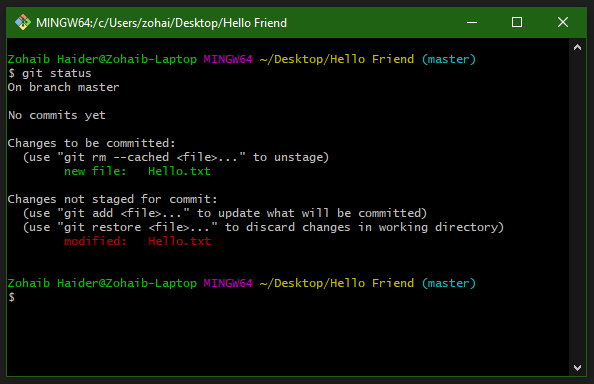 MINGW64:/c/Users/zohai/Desktop/Hello Friend
Zohaib Haider@Zohaib-Laptop MINGW64 ~/Desktop/Hello Friend (master)
$ git status
On branch master
No commits yet
Changes to be committed:
  (use "git rm --cached <file>..." to unstage)
        new file:   Hello.txt
Changes not staged for commit:
  (use "git add <file>..." to update what will be committed)
  (use "git restore <file>..." to discard changes in working directory)
        modified:   Hello.txt
Zohaib Haider@Zohaib-Laptop MINGW64 ~/Desktop/Hello Friend (master)
$